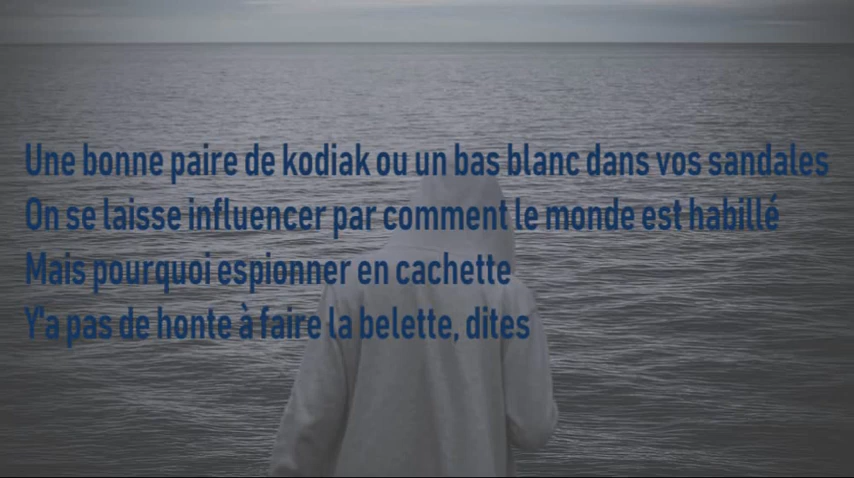 Une bonne paire de kodiak ou un bas blanc dans vos sandales
On se laisse influencer par comment le monde est habillé
Mais pourquoi espionner en cachette
Y'a pas de honte à faire la belette, dites